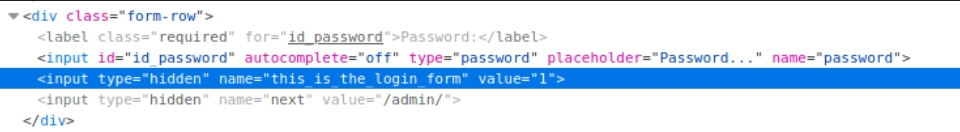 <div class="form-row">
<label class="required" for="id_password">Password:</label>
<input id="id_password" autocomplete="off" type="password" placeholder="Password..." name="password">
<input type="hidden" name="this_is_the_login_form" value="1">
<input type="hidden" name="next" value="/admin/">
</div>